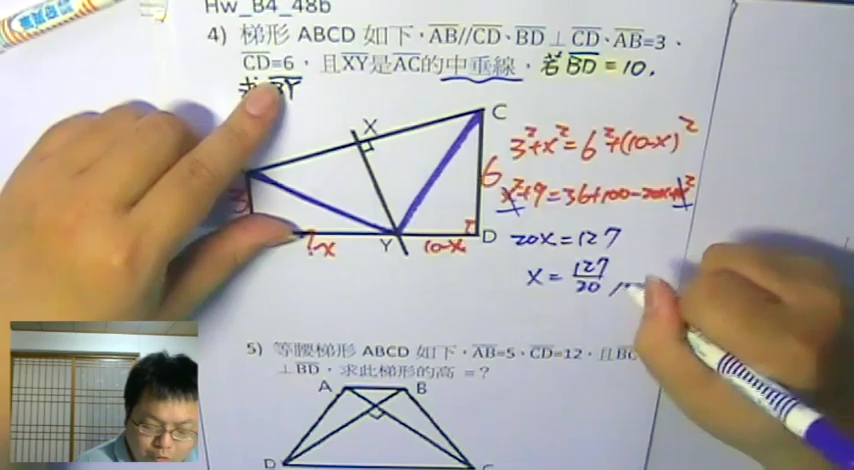 Hw_B4_48b
4) 梯形 ABCD 如下，AB//CD、BD⊥CD、AB=3、
CD=6，且XY是AC的中垂線，若BD=10.
求BY
X
C
3
6
?=x
Y
10-x
D
3²+x²=6²+(10-x)²
x²+9=36+100-20x+x²
20x=127
x=127/20
5) 等腰梯形 ABCD 如下，AB=5、CD=12，且
⊥BD，求此梯形的高 =?
A
B
D
C